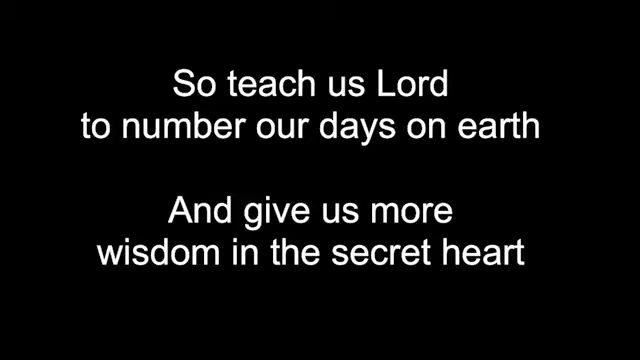 So teach us Lord
to number our days on earth
And give us more
wisdom in the secret heart